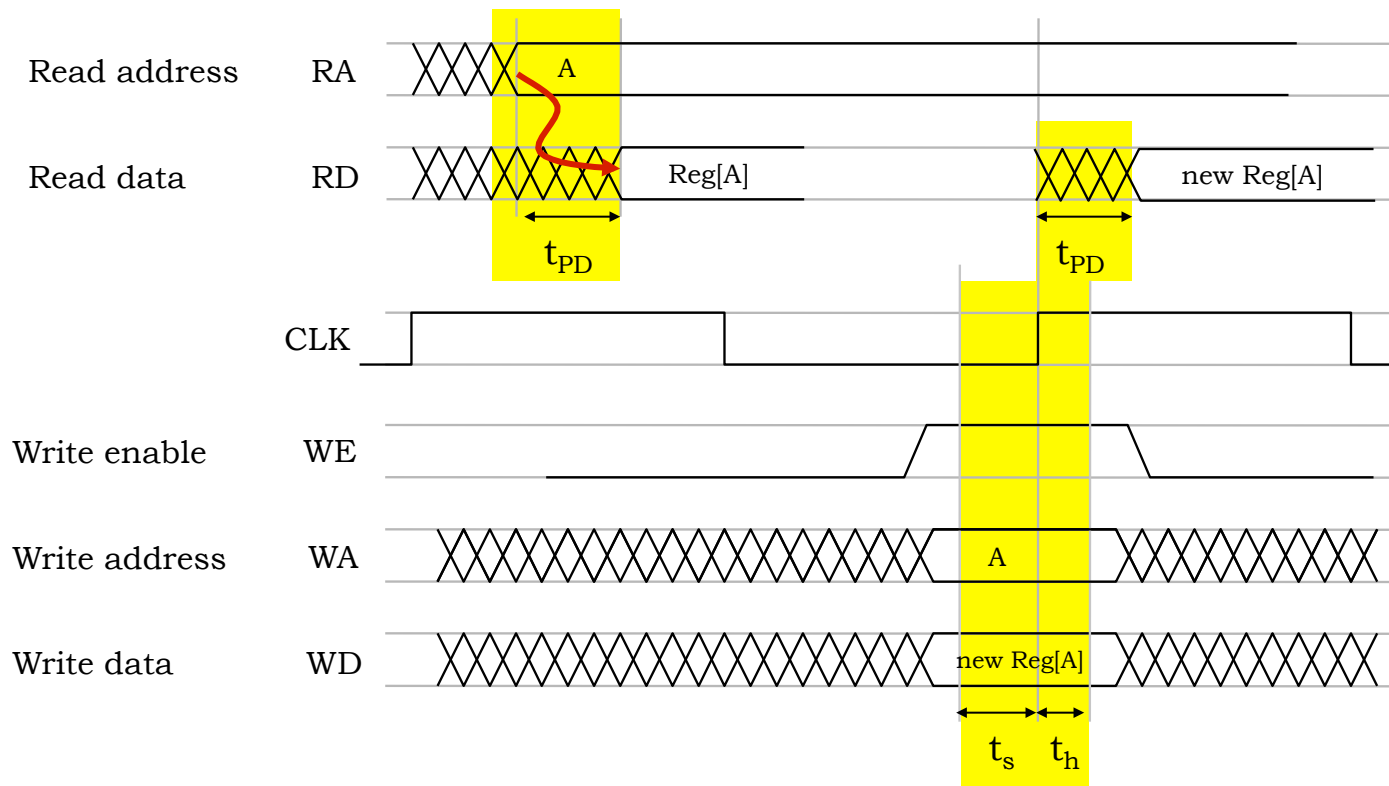 Read address RA A
Read data RD Reg[A] new Reg[A]
tPD tPD
CLK
Write enable WE
Write address WA A
Write data WD new Reg[A]
ts th